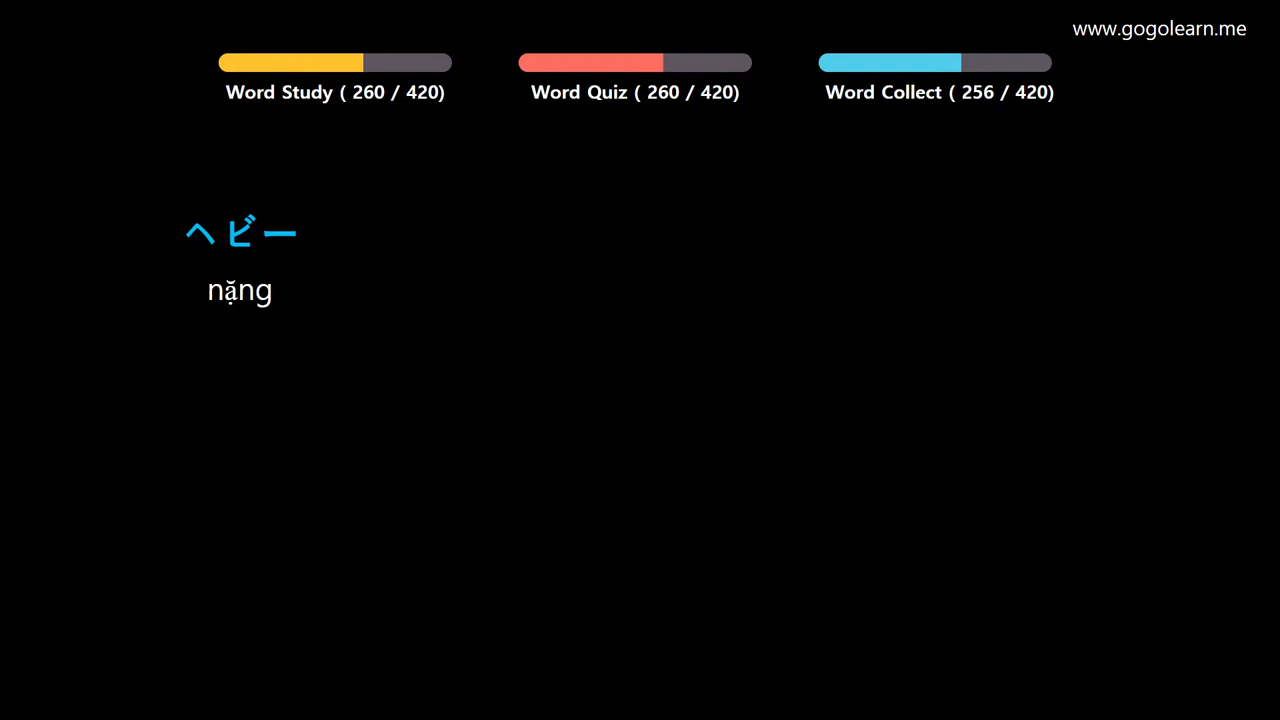 www.gogolearn.me
Word Study ( 260 / 420)
Word Quiz ( 260 / 420)
Word Collect ( 256 / 420)
ヘビー
nặng